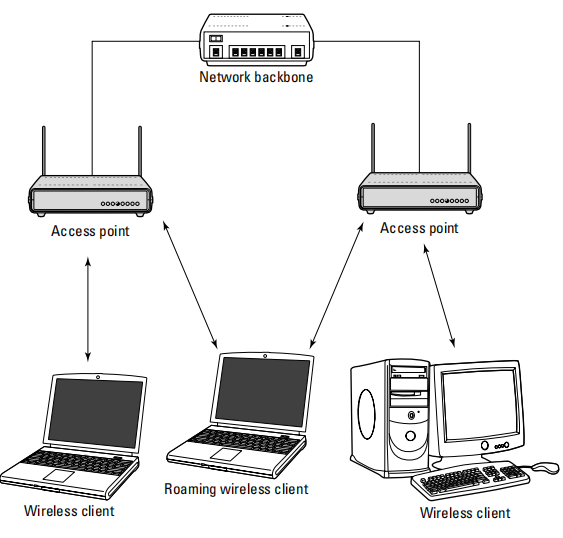 Network backbone
Access point
Access point
Roaming wireless client
Wireless client
Wireless client